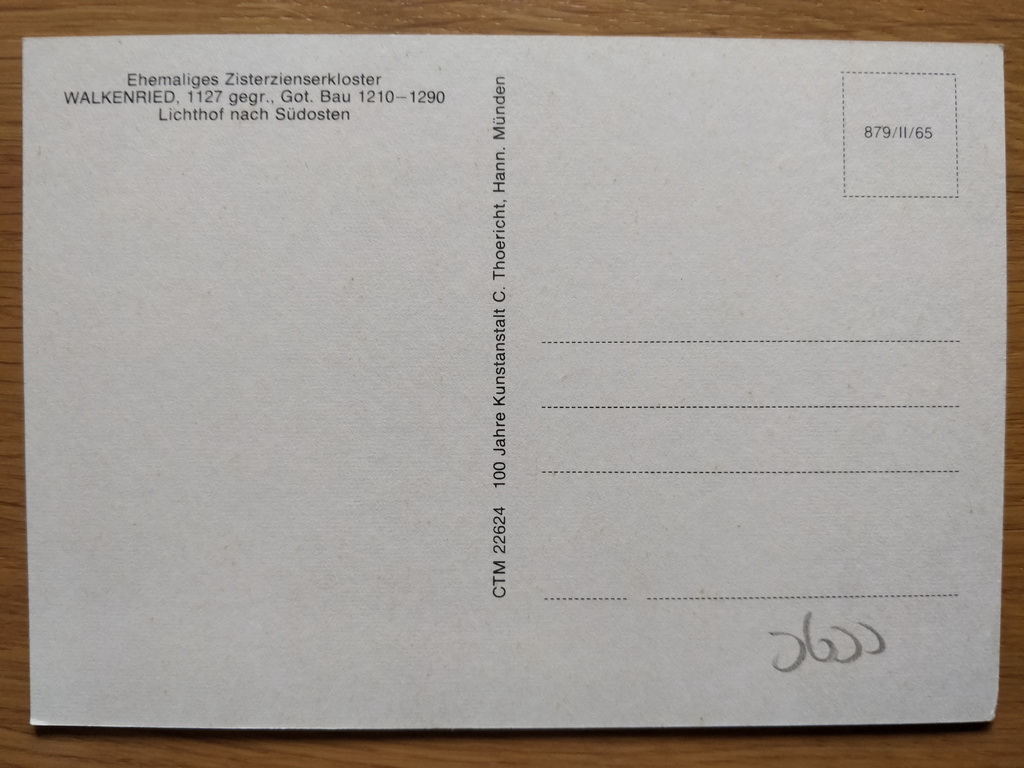 Ehemaliges Zisterzienserkloster
WALKENRIED, 1127 gegr., Got. Bau 1210–1290
Lichthof nach Südosten
CTM 22624 100 Jahre Kunstanstalt C. Thoericht, Hann. Münden
879/II/65